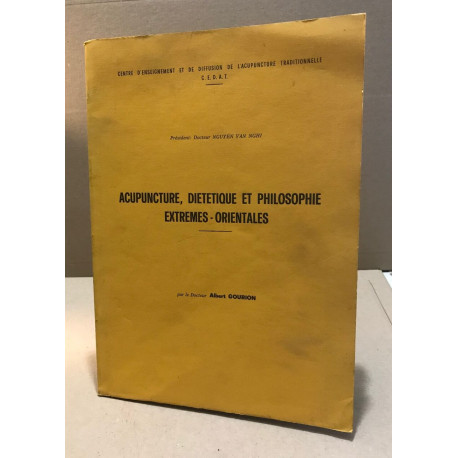 CENTRE D'ENSEIGNEMENT ET DE DIFFUSION DE L'ACUPUNCTURE TRADITIONNELLE
C. E. D. A. T.
Président: Docteur NGUYEN VAN NGHI
ACUPUNCTURE, DIETETIQUE ET PHILOSOPHIE
EXTREMES - ORIENTALES
par le Docteur Albert GOURION